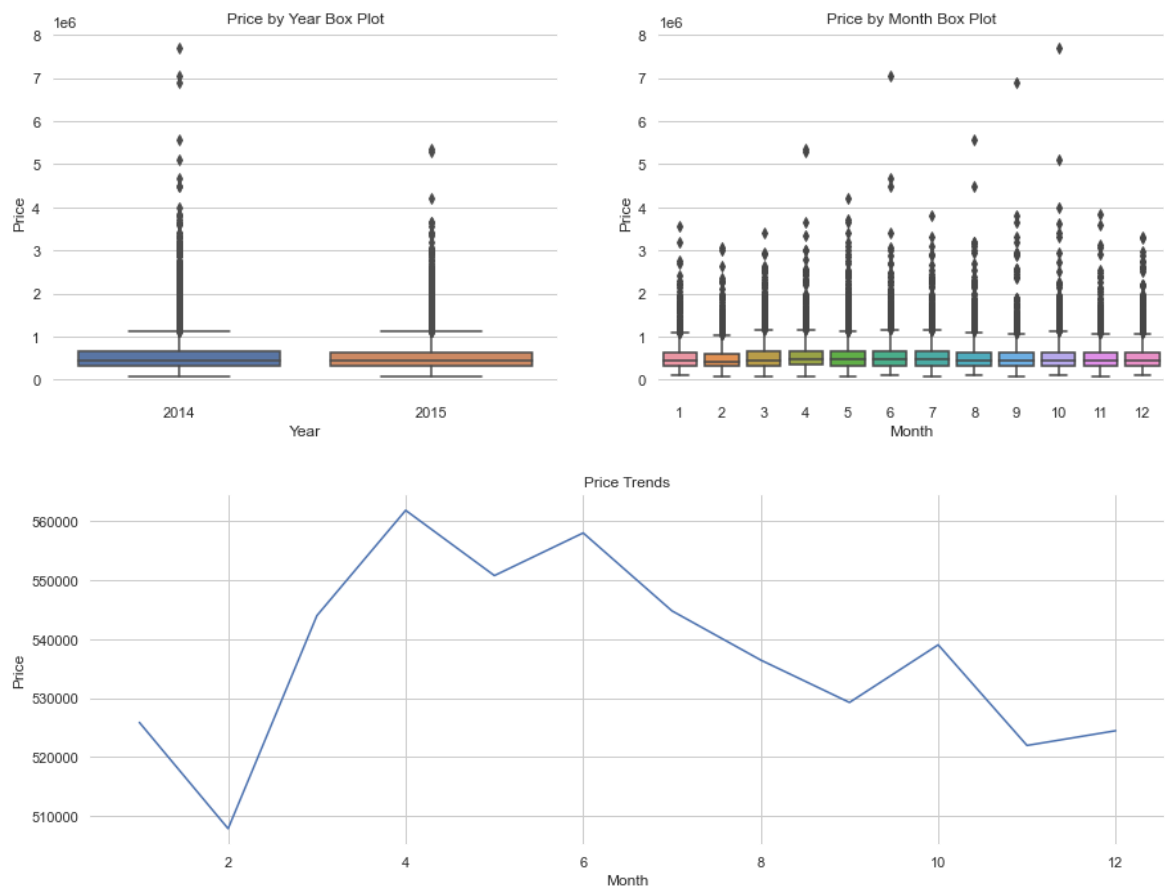 Price by Year Box Plot
1e6
8
7
6
5
4
3
2
1
0
Price
2014 2015
Year
Price by Month Box Plot
1e6
8
7
6
5
4
3
2
1
0
Price
1 2 3 4 5 6 7 8 9 10 11 12
Month
Price Trends
560000
550000
540000
530000
520000
510000
Price
2 4 6 8 10 12
Month